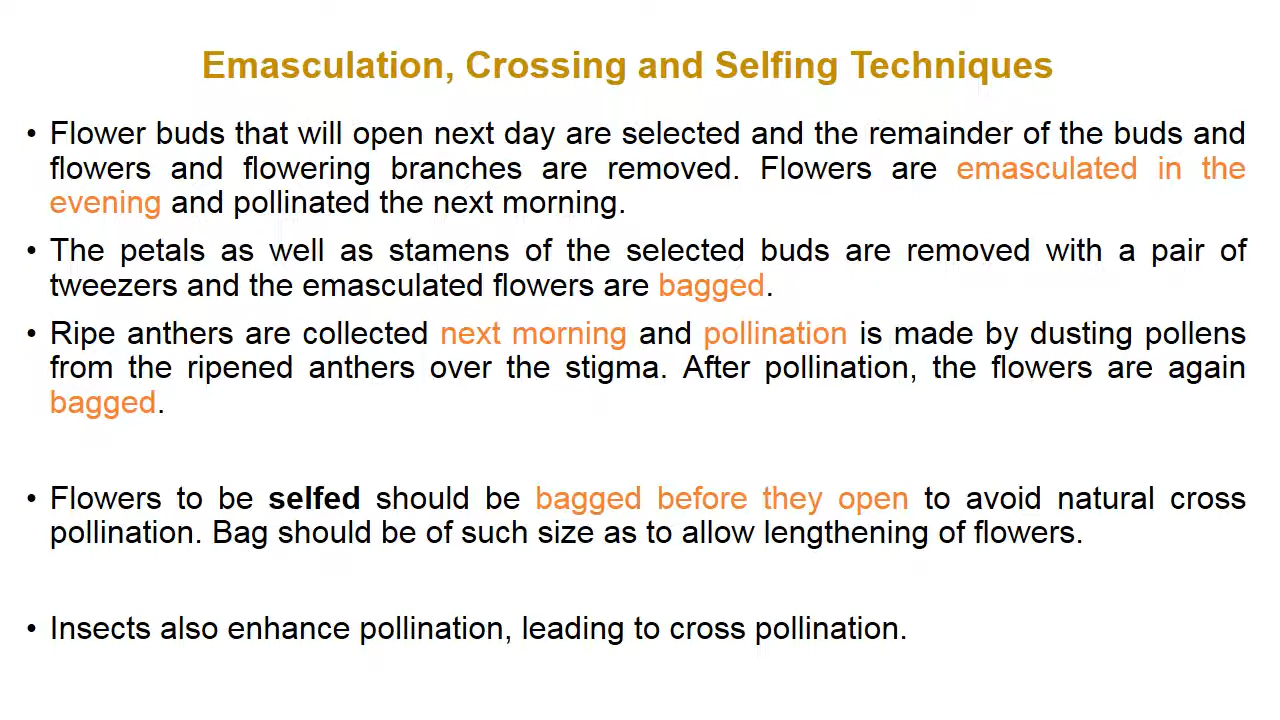 Emasculation, Crossing and Selfing Techniques
• Flower buds that will open next day are selected and the remainder of the buds and
flowers and flowering branches are removed. Flowers are emasculated in the
evening and pollinated the next morning.
• The petals as well as stamens of the selected buds are removed with a pair of
tweezers and the emasculated flowers are bagged.
• Ripe anthers are collected next morning and pollination is made by dusting pollens
from the ripened anthers over the stigma. After pollination, the flowers are again
bagged.
• Flowers to be selfed should be bagged before they open to avoid natural cross
pollination. Bag should be of such size as to allow lengthening of flowers.
• Insects also enhance pollination, leading to cross pollination.